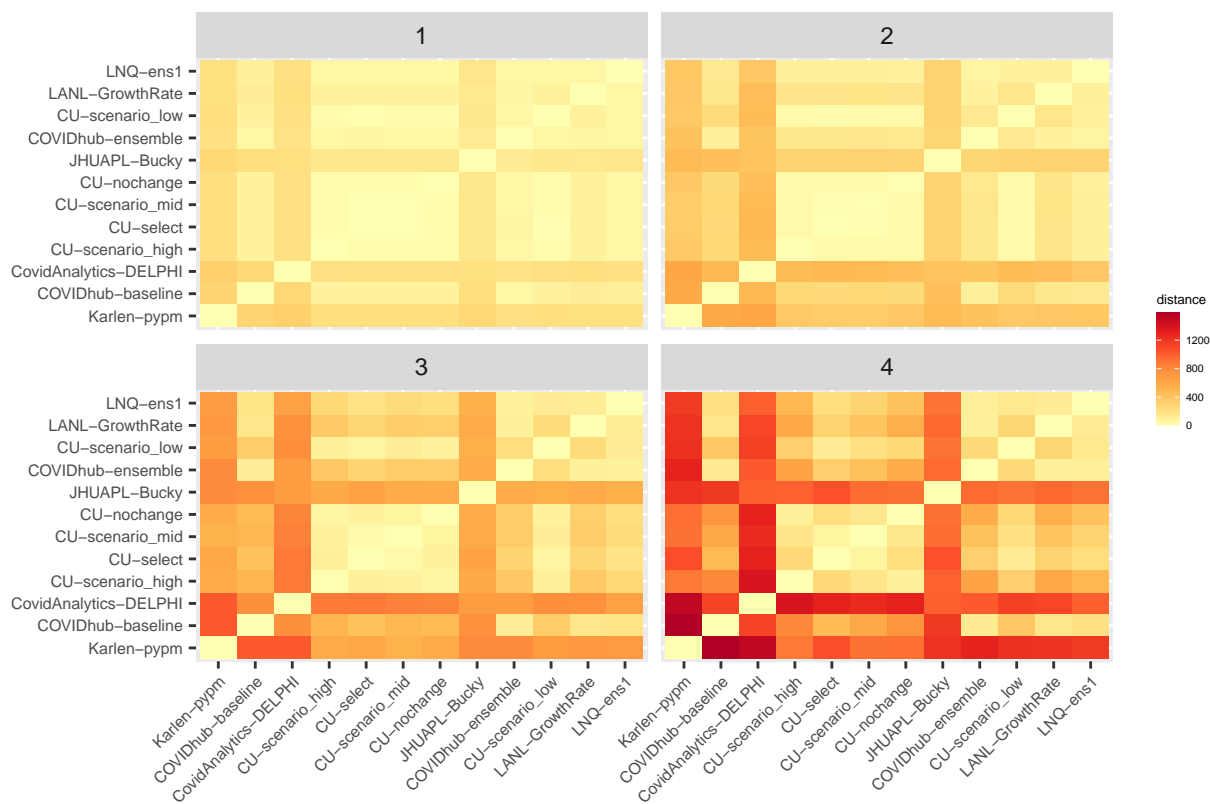 1
2
LNQ−ens1
LANL−GrowthRate
CU−scenario_low
COVIDhub−ensemble
JHUAPL−Bucky
CU−nochange
CU−scenario_mid
CU−select
CU−scenario_high
CovidAnalytics−DELPHI
COVIDhub−baseline
Karlen−pypm
distance
1200
800
400
0
3
4
LNQ−ens1
LANL−GrowthRate
CU−scenario_low
COVIDhub−ensemble
JHUAPL−Bucky
CU−nochange
CU−scenario_mid
CU−select
CU−scenario_high
CovidAnalytics−DELPHI
COVIDhub−baseline
Karlen−pypm
Karlen−pypm
COVIDhub−baseline
CovidAnalytics−DELPHI
CU−scenario_high
CU−select
CU−scenario_mid
CU−nochange
JHUAPL−Bucky
COVIDhub−ensemble
CU−scenario_low
LANL−GrowthRate
LNQ−ens1
Karlen−pypm
COVIDhub−baseline
CovidAnalytics−DELPHI
CU−scenario_high
CU−select
CU−scenario_mid
CU−nochange
JHUAPL−Bucky
COVIDhub−ensemble
CU−scenario_low
LANL−GrowthRate
LNQ−ens1